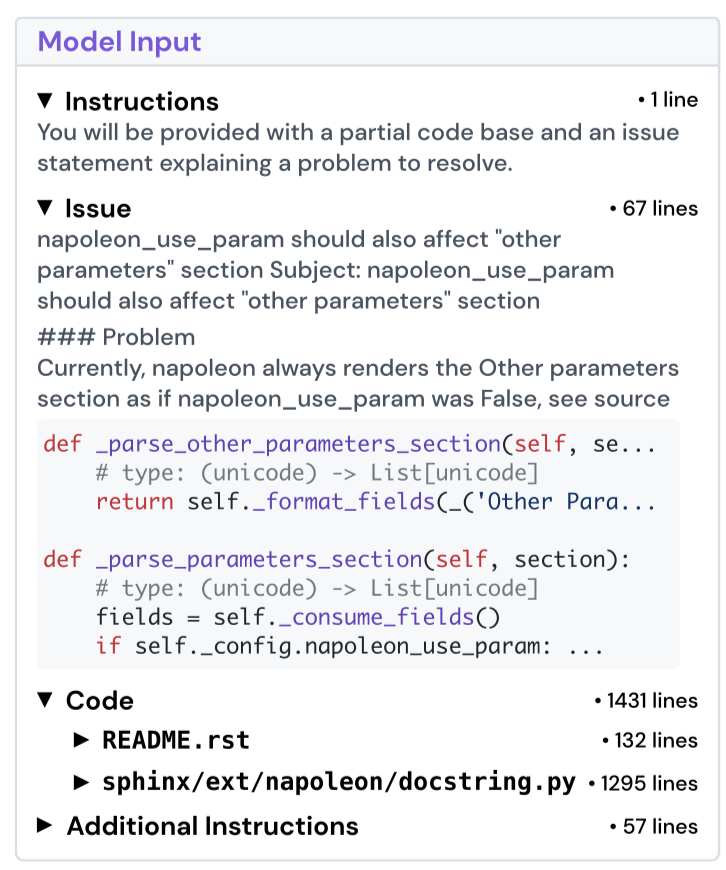 Model Input
▼ Instructions • 1 line
You will be provided with a partial code base and an issue
statement explaining a problem to resolve.
▼ Issue • 67 lines
napoleon_use_param should also affect "other
parameters" section Subject: napoleon_use_param
should also affect "other parameters" section
### Problem
Currently, napoleon always renders the Other parameters
section as if napoleon_use_param was False, see source
def _parse_other_parameters_section(self, se...
    # type: (unicode) -> List[unicode]
    return self._format_fields(_('Other Para...
def _parse_parameters_section(self, section):
    # type: (unicode) -> List[unicode]
    fields = self._consume_fields()
    if self._config.napoleon_use_param: ...
▼ Code • 1431 lines
▶ README.rst • 132 lines
▶ sphinx/ext/napoleon/docstring.py • 1295 lines
▶ Additional Instructions • 57 lines